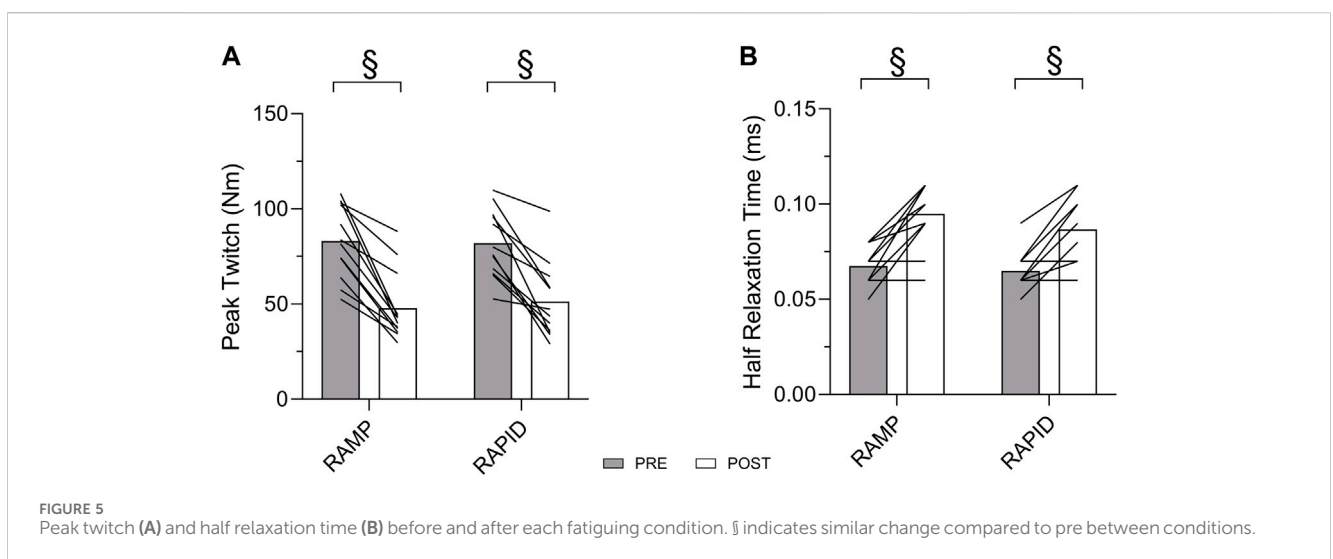 A
§
§
150
100
50
0
Peak Twitch (Nm)
RAMP
RAPID
B
§
§
0.15
0.10
0.05
0.00
Half Relaxation Time (ms)
RAMP
RAPID
PRE
POST
FIGURE 5
Peak twitch (A) and half relaxation time (B) before and after each fatiguing condition. § indicates similar change compared to pre between conditions.